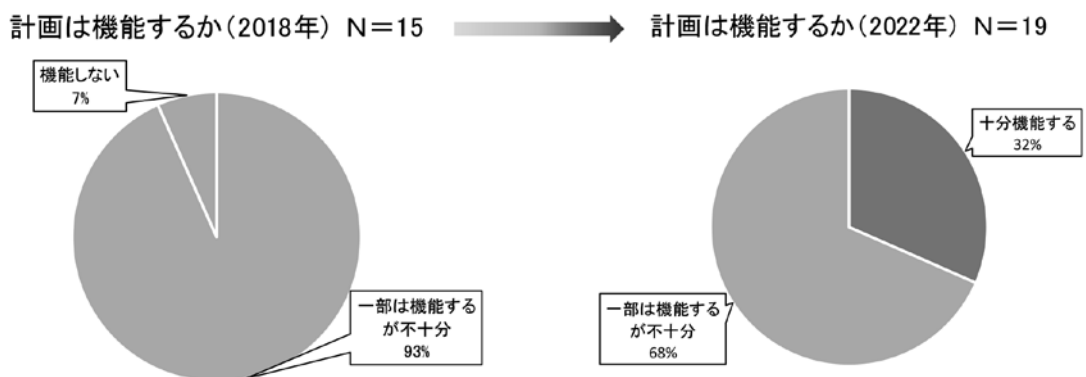 計画は機能するか(2018年) N=15
計画は機能するか(2022年) N=19
機能しない
7%
一部は機能する
が不十分
93%
十分機能する
32%
一部は機能する
が不十分
68%